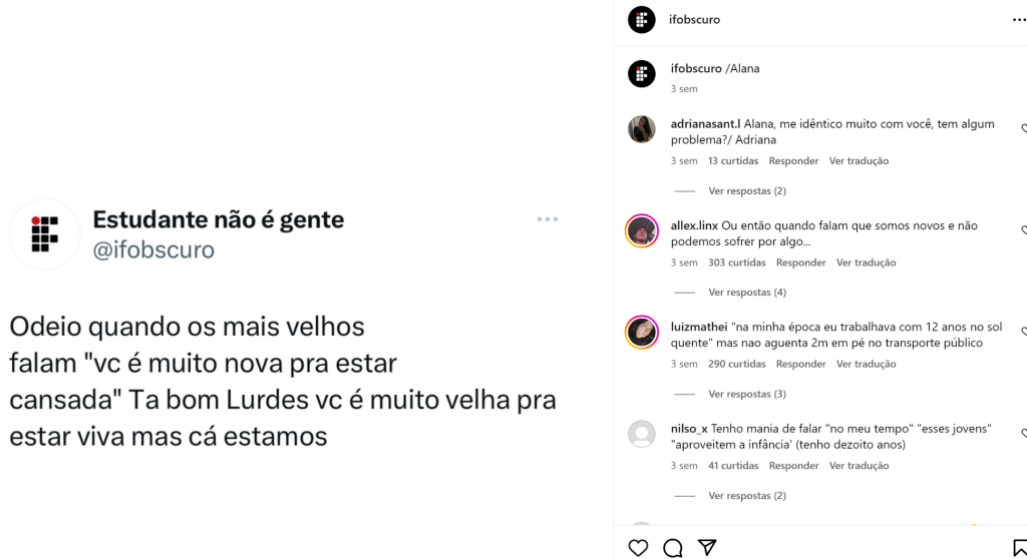 Estudante não é gente
@ifobscuro
Odeio quando os mais velhos
falam "vc é muito nova pra estar
cansada" Ta bom Lurdes vc é muito velha pra
estar viva mas cá estamos
ifobscuro
ifobscuro /Alana
3 sem
adrianasant.l Alana, me idêntico muito com você, tem algum
problema?/ Adriana
3 sem 13 curtidas Responder Ver tradução
Ver respostas (2)
allex.linx Ou então quando falam que somos novos e não
podemos sofrer por algo...
3 sem 303 curtidas Responder Ver tradução
Ver respostas (4)
luizmathei "na minha época eu trabalhava com 12 anos no sol
quente" mas nao aguenta 2m em pé no transporte público
3 sem 290 curtidas Responder Ver tradução
Ver respostas (3)
nilso_x Tenho mania de falar "no meu tempo" "esses jovens"
"aproveitem a infância' (tenho dezoito anos)
3 sem 41 curtidas Responder Ver tradução
Ver respostas (2)